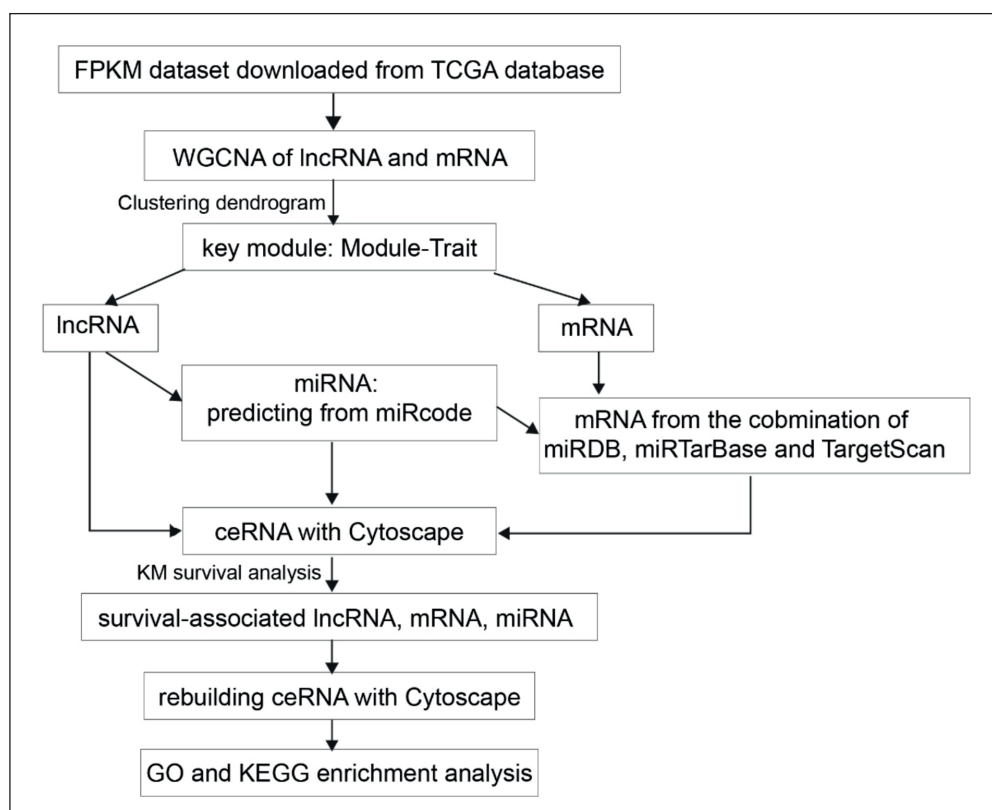 FPKM dataset downloaded from TCGA database
WGCNA of lncRNA and mRNA
Clustering dendrogram
key module: Module-Trait
lncRNA
mRNA
miRNA:
predicting from miRcode
mRNA from the cobmination of
miRDB, miRTarBase and TargetScan
ceRNA with Cytoscape
KM survival analysis
survival-associated lncRNA, mRNA, miRNA
rebuilding ceRNA with Cytoscape
GO and KEGG enrichment analysis